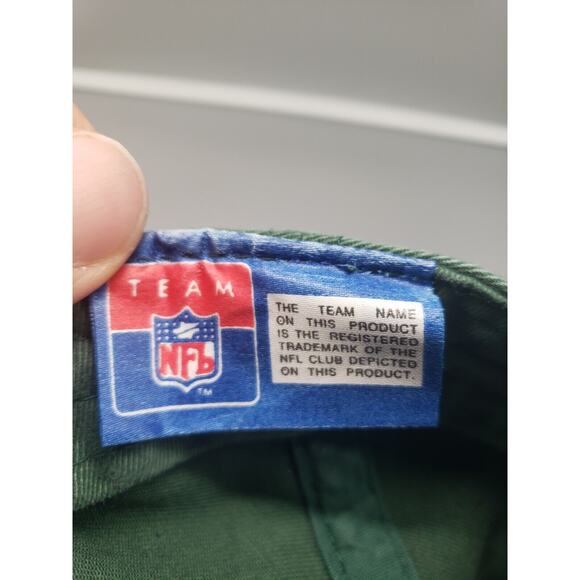 TEAM
NFL
TM
THE TEAM NAME
ON THIS PRODUCT
IS THE REGISTERED
TRADEMARK OF THE
NFL CLUB DEPICTED
ON THIS PRODUCT.